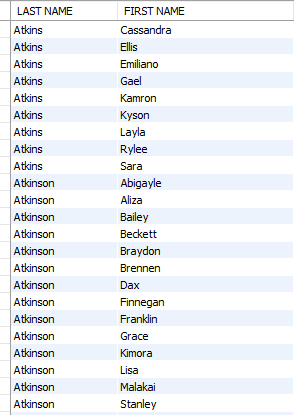 LAST NAME FIRST NAME
Atkins Cassandra
Atkins Ellis
Atkins Emiliano
Atkins Gael
Atkins Kamron
Atkins Kyson
Atkins Layla
Atkins Rylee
Atkins Sara
Atkinson Abigayle
Atkinson Aliza
Atkinson Bailey
Atkinson Beckett
Atkinson Braydon
Atkinson Brennen
Atkinson Dax
Atkinson Finnegan
Atkinson Franklin
Atkinson Grace
Atkinson Kimora
Atkinson Lisa
Atkinson Malakai
Atkinson Stanley